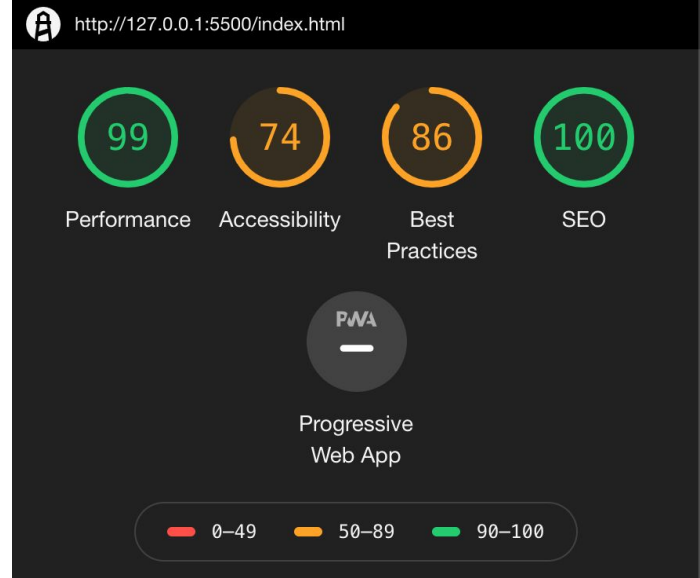 http://127.0.0.1:5500/index.html
99 74 86 100
Performance Accessibility Best Practices SEO
PWA
Progressive
Web App
0–49 50–89 90–100